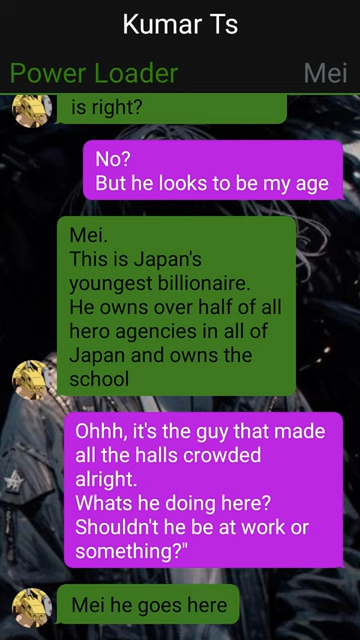 Kumar Ts
Power Loader
Mei
is right?
No?
But he looks to be my age
Mei.
This is Japan's
youngest billionaire.
He owns over half of all
hero agencies in all of
Japan and owns the
school
Ohhh, it's the guy that made
all the halls crowded
alright.
Whats he doing here?
Shouldn't he be at work or
something?"
Mei he goes here